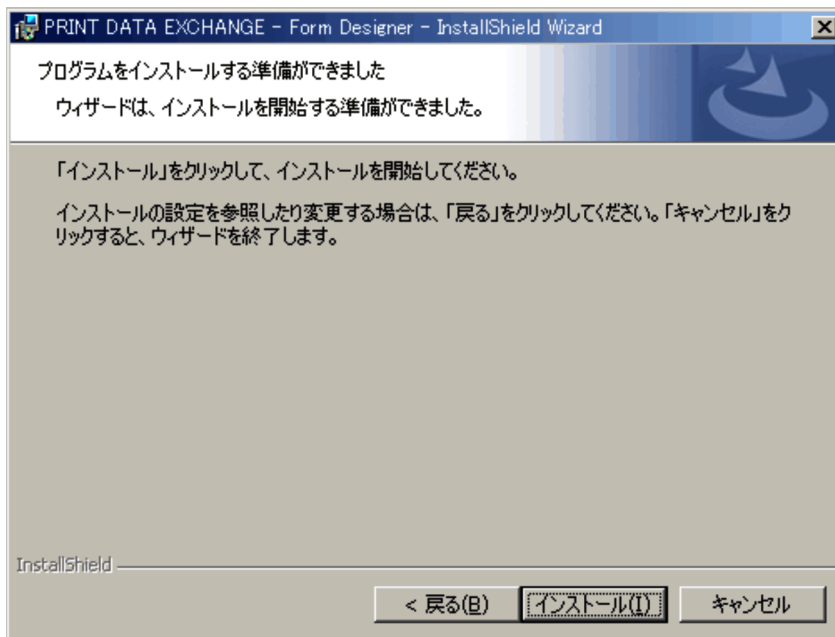 PRINT DATA EXCHANGE - Form Designer - InstallShield Wizard
プログラムをインストールする準備ができました
ウィザードは、インストールを開始する準備ができました。
「インストール」をクリックして、インストールを開始してください。
インストールの設定を参照したり変更する場合は、「戻る」をクリックしてください。「キャンセル」をク
リックすると、ウィザードを終了します。
InstallShield
< 戻る(B) インストール(I) キャンセル